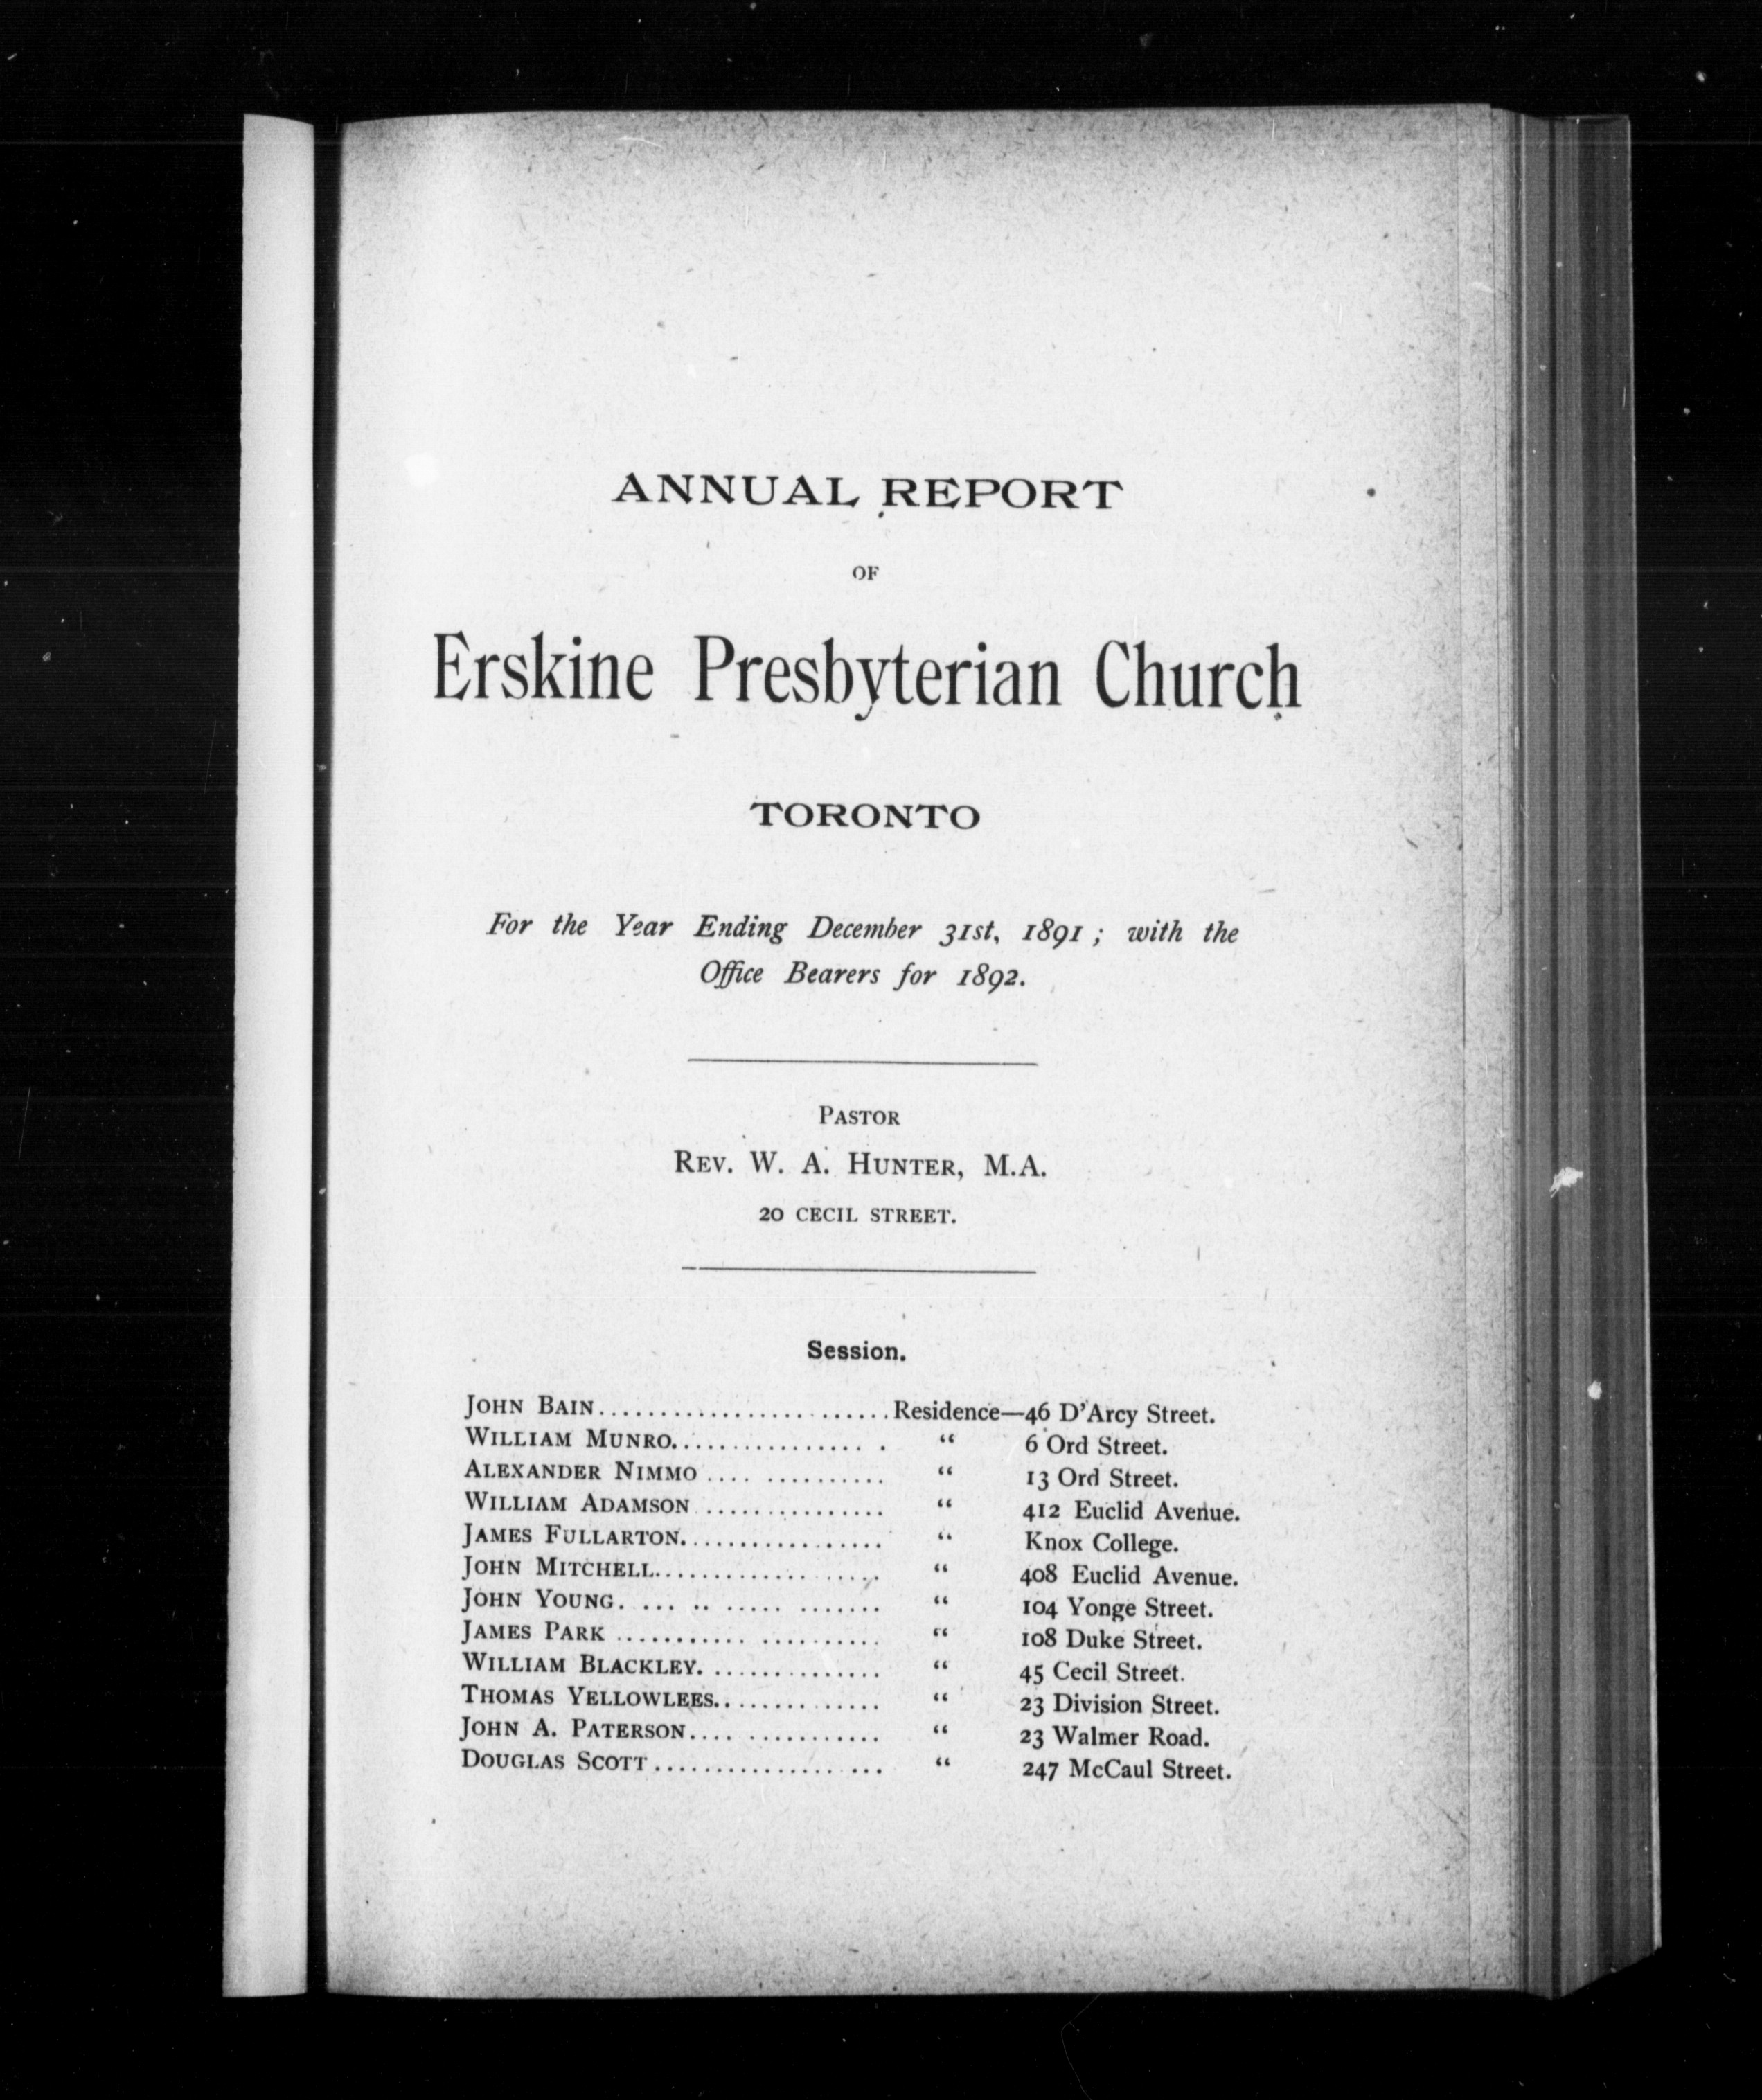 ANNUAL REPORT
OF
Erskine Presbyterian Church
TORONTO
For the Year Ending December 31st, 1891 ; with the
Office Bearers for 1892.
PASTOR
REV. W. A. HUNTER, M.A.
20 CECIL STREET.
Session.
JOHN BAIN........................Residence—46 D'Arcy Street.
WILLIAM MUNRO.................. “ 6 Ord Street.
ALEXANDER NIMMO .... .......... “ 13 Ord Street.
WILLIAM ADAMSON ............... “ 412 Euclid Avenue.
JAMES FULLARTON................. “ Knox College.
JOHN MITCHELL................... “ 408 Euclid Avenue.
JOHN YOUNG. ... .. ..... ....... “ 104 Yonge Street.
JAMES PARK ........... .......... “ 108 Duke Street.
WILLIAM BLACKLEY. .............. “ 45 Cecil Street.
THOMAS YELLOWLEES.............. “ 23 Division Street.
JOHN A. PATERSON.... ........... “ 23 Walmer Road.
DOUGLAS SCOTT ................. ... “ 247 McCaul Street.